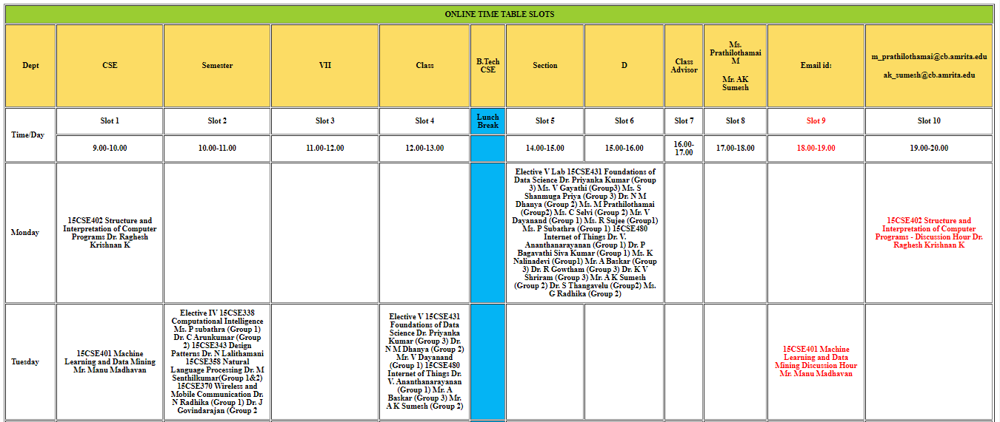 ONLINE TIME TABLE SLOTS
Dept
CSE
Semester
VII
Class
B.Tech
CSE
Section
D
Class
Advisor
Ms.
Prathilothamai
M
Mr. AK
Sumesh
Email id:
m_prathilothamai@cb.amrita.edu
ak_sumesh@cb.amrita.edu
Time/Day
Slot 1
Slot 2
Slot 3
Slot 4
Lunch
Break
Slot 5
Slot 6
Slot 7
Slot 8
Slot 9
Slot 10
9.00-10.00
10.00-11.00
11.00-12.00
12.00-13.00
14.00-15.00
15.00-16.00
16.00-
17.00
17.00-18.00
18.00-19.00
19.00-20.00
Monday
15CSE402 Structure and
Interpretation of Computer
Programs Dr. Raghesh
Krishnan K
Elective V Lab 15CSE431 Foundations of
Data Science Dr. Priyanka Kumar (Group
3) Ms. V Gayathi (Group3) Ms. S
Shanmuga Priya (Group 3) Dr. N M
Dhanya (Group 2) Ms. M Prathilothamai
(Group2) Ms. C Selvi (Group 2) Mr. V
Dayanand (Group 1) Ms. R Sujee (Group1)
Ms. P Subathra (Group 1) 15CSE480
Internet of Things Dr. V.
Ananthanarayanan (Group 1) Dr. P
Bagavathi Siva Kumar (Group 1) Ms. K
Nalinadevi (Group1) Mr. A Baskar (Group
3) Dr. R Gowtham (Group 3) Dr. K V
Shriram (Group 3) Mr. A K Sumesh
(Group 2) Dr. S Thangavelu (Group2) Ms.
G Radhika (Group 2)
15CSE402 Structure and
Interpretation of Computer
Programs - Discussion Hour Dr.
Raghesh Krishnan K
Tuesday
15CSE401 Machine
Learning and Data Mining
Mr. Manu Madhavan
Elective IV 15CSE338
Computational Intelligence
Ms. P subathra (Group 1)
Dr. C Arunkumar (Group
2) 15CSE343 Design
Patterns Dr. N Lalithamani
15CSE358 Natural
Language Processing Dr. M
Senthilkumar(Group 1&2)
15CSE370 Wireless and
Mobile Communication Dr.
N Radhika (Group 1) Dr. J
Govindarajan (Group 2
Elective V 15CSE431
Foundations of Data
Science Dr. Priyanka
Kumar (Group 3) Dr.
N M Dhanya (Group 2)
Mr. V Dayanand
(Group 1) 15CSE480
Internet of Things Dr.
V. Ananthanarayanan
(Group 1) Mr. A
Baskar (Group 3) Mr.
A K Sumesh (Group 2)
15CSE401 Machine
Learning and Data
Mining Discussion Hour
Mr. Manu Madhavan